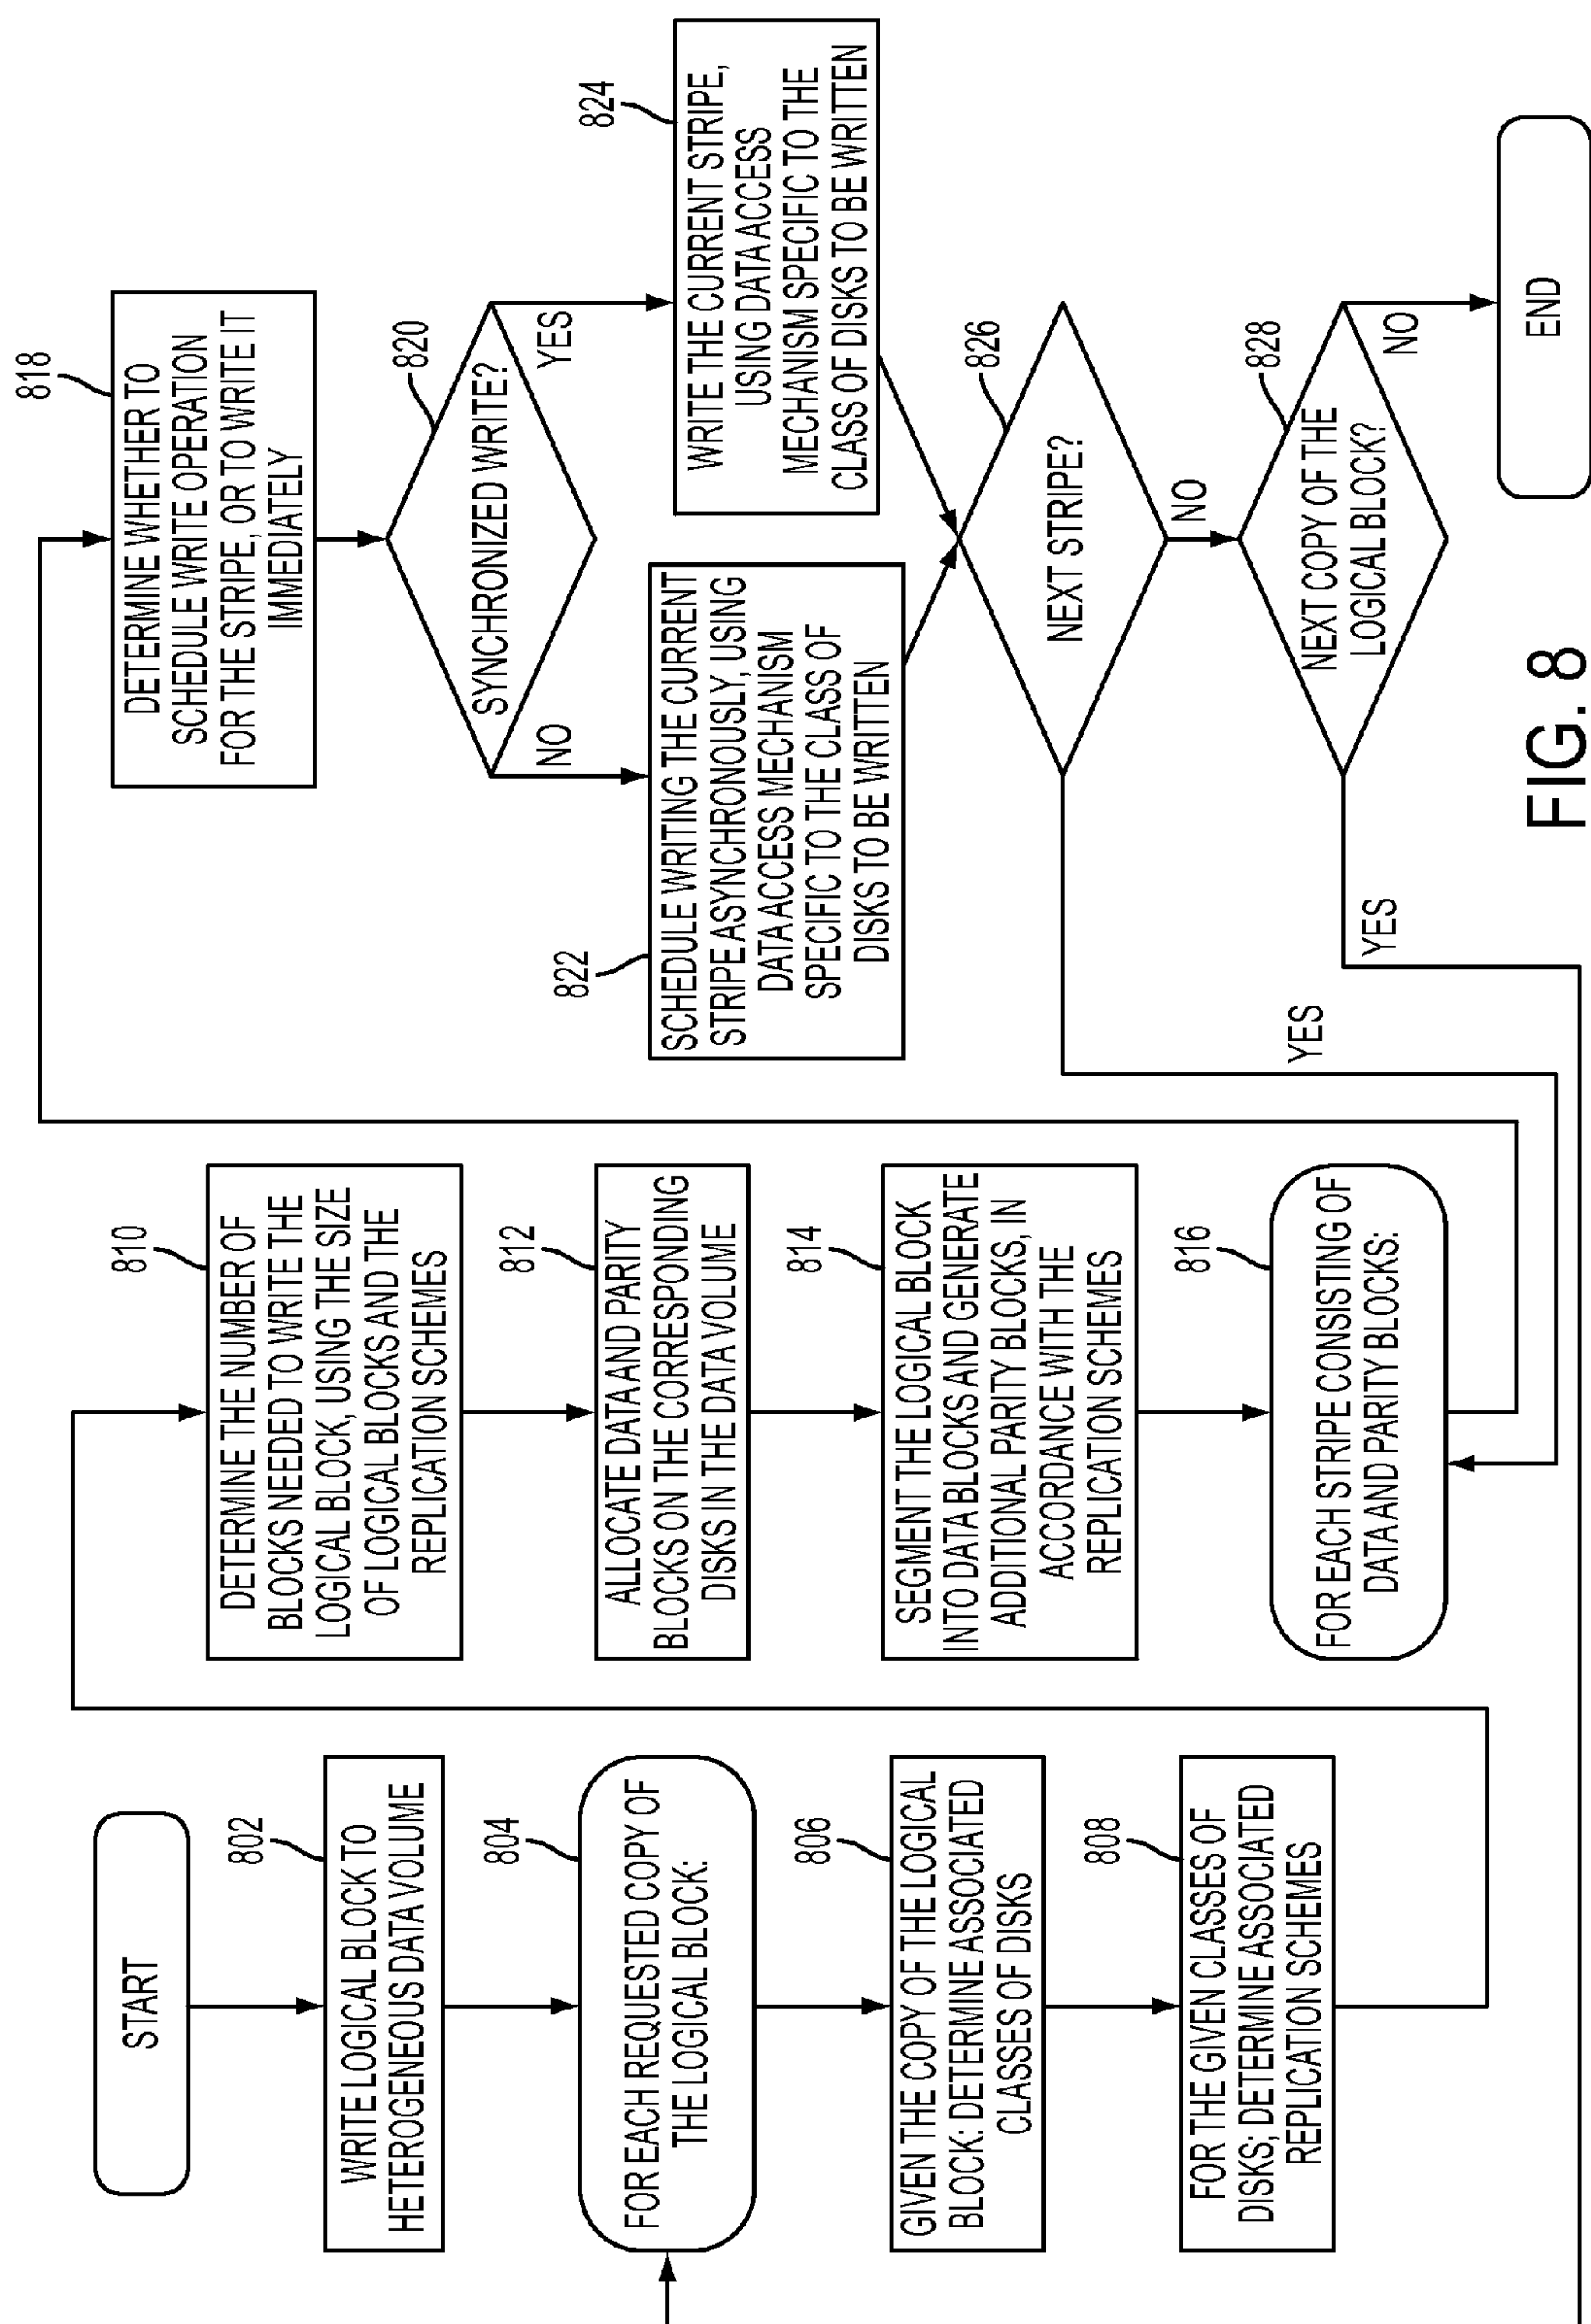 START
802
WRITE LOGICAL BLOCK TO
HETEROGENEOUS DATA VOLUME
804
FOR EACH REQUESTED COPY OF
THE LOGICAL BLOCK:
806
GIVEN THE COPY OF THE LOGICAL
BLOCK: DETERMINE ASSOCIATED
CLASSES OF DISKS
808
FOR THE GIVEN CLASSES OF
DISKS; DETERMINE ASSOCIATED
REPLICATION SCHEMES
810
DETERMINE THE NUMBER OF
BLOCKS NEEDED TO WRITE THE
LOGICAL BLOCK, USING THE SIZE
OF LOGICAL BLOCKS AND THE
REPLICATION SCHEMES
812
ALLOCATE DATA AND PARITY
BLOCKS ON THE CORRESPONDING
DISKS IN THE DATA VOLUME
814
SEGMENT THE LOGICAL BLOCK
INTO DATA BLOCKS AND GENERATE
ADDITIONAL PARITY BLOCKS, IN
ACCORDANCE WITH THE
REPLICATION SCHEMES
816
FOR EACH STRIPE CONSISTING OF
DATA AND PARITY BLOCKS:
818
DETERMINE WHETHER TO
SCHEDULE WRITE OPERATION
FOR THE STRIPE, OR TO WRITE IT
IMMEDIATELY
820
SYNCHRONIZED WRITE?
NO
YES
822
SCHEDULE WRITING THE CURRENT
STRIPE ASYNCHRONOUSLY, USING
DATA ACCESS MECHANISM
SPECIFIC TO THE CLASS OF
DISKS TO BE WRITTEN
824
WRITE THE CURRENT STRIPE,
USING DATA ACCESS
MECHANISM SPECIFIC TO THE
CLASS OF DISKS TO BE WRITTEN
826
NEXT STRIPE?
NO
YES
828
NEXT COPY OF THE
LOGICAL BLOCK?
YES
NO
END
FIG. 8